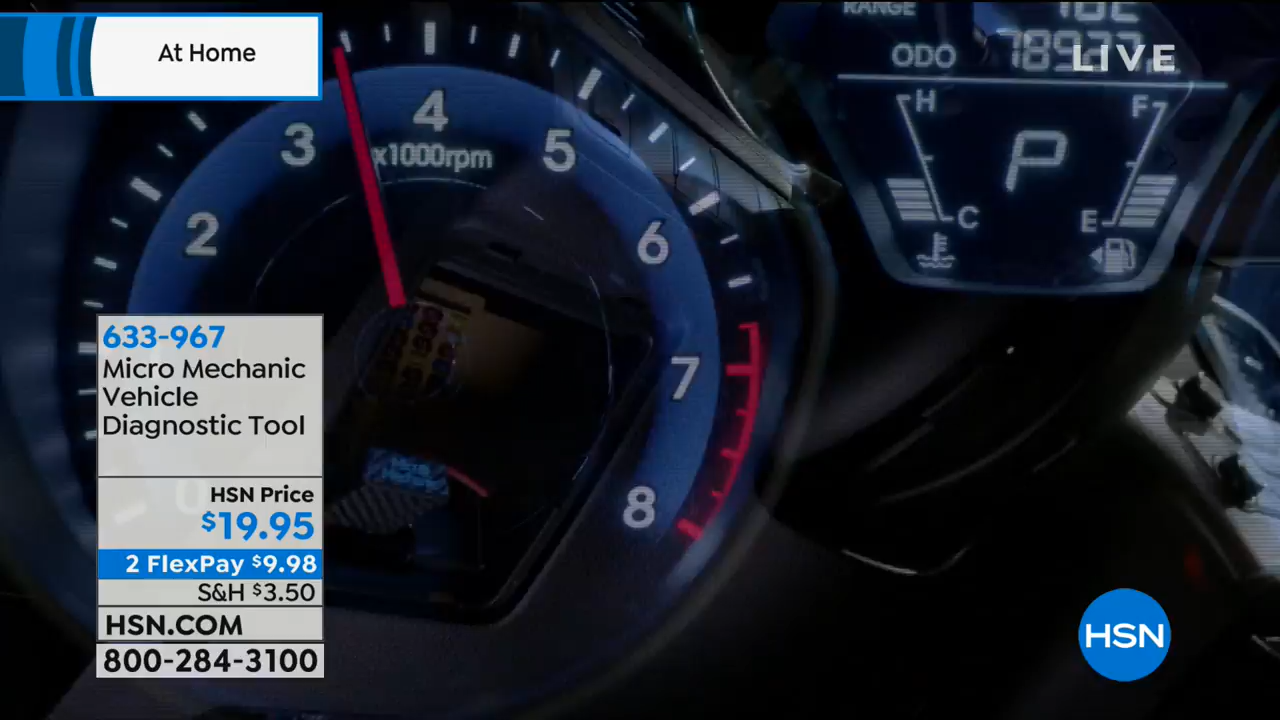 At Home
LIVE
RANGE
ODO
H
F
P
C
E
2
3
4
5
6
7
8
x1000rpm
633-967
Micro Mechanic
Vehicle
Diagnostic Tool
HSN Price
$19.95
2 FlexPay $9.98
S&H $3.50
HSN.COM
800-284-3100
HSN